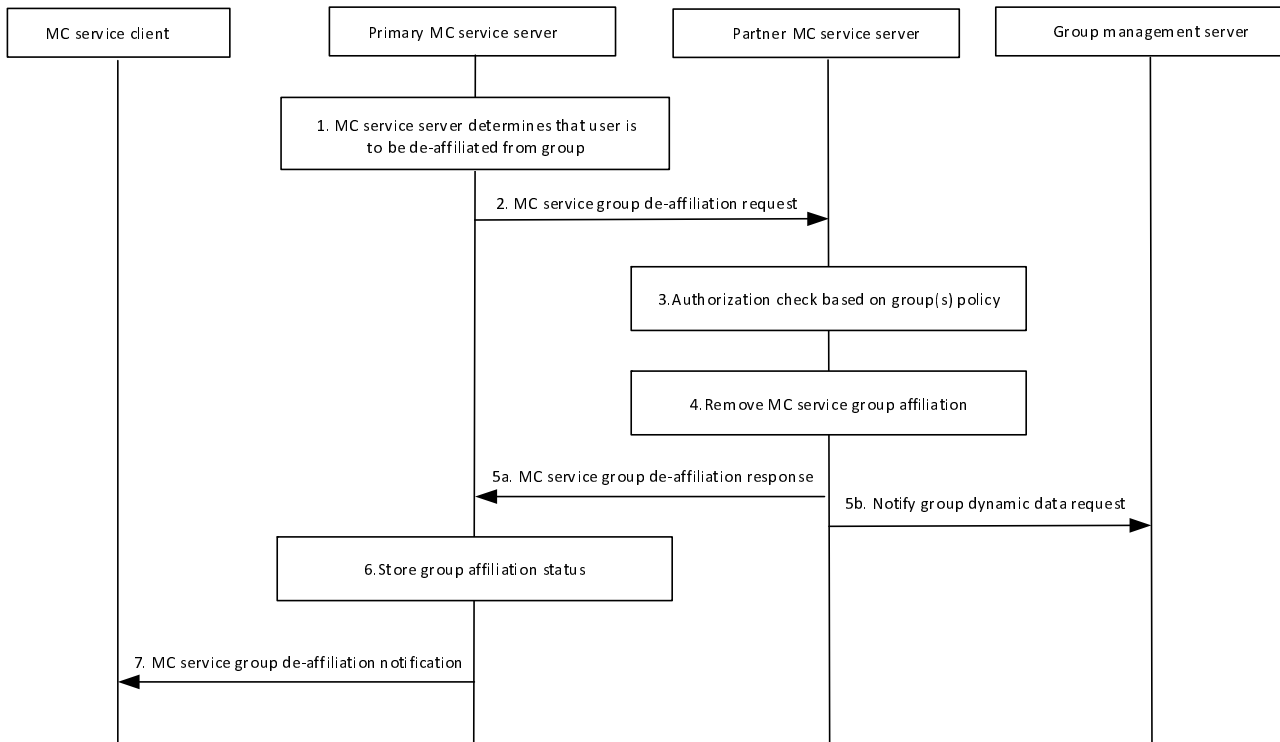 MC service client
Primary MC service server
Partner MC service server
Group management server
1. MC service server determines that user is
to be de-affiliated from group
2. MC service group de-affiliation request
3.Authorization check based on group(s) policy
4.Remove MC service group affiliation
5a. MC service group de-affiliation response
5b. Notify group dynamic data request
6.Store group affiliation status
7. MC service group de-affiliation notification